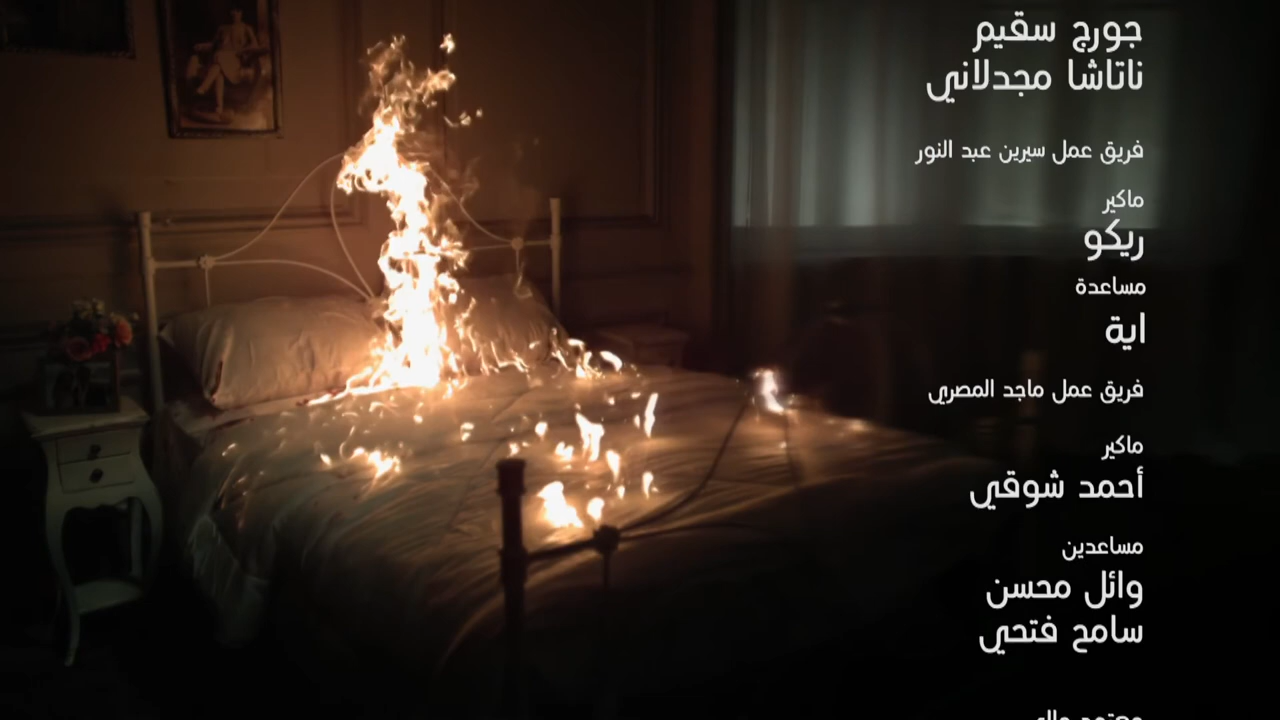 جورج سقيم
ناتاشا مجدلاني
فريق عمل سيرين عبد النور
ماكير
ريكو
مساعدة
اية
فريق عمل ماجد المصري
ماكير
أحمد شوقي
مساعدين
وائل محسن
سامح فتحي